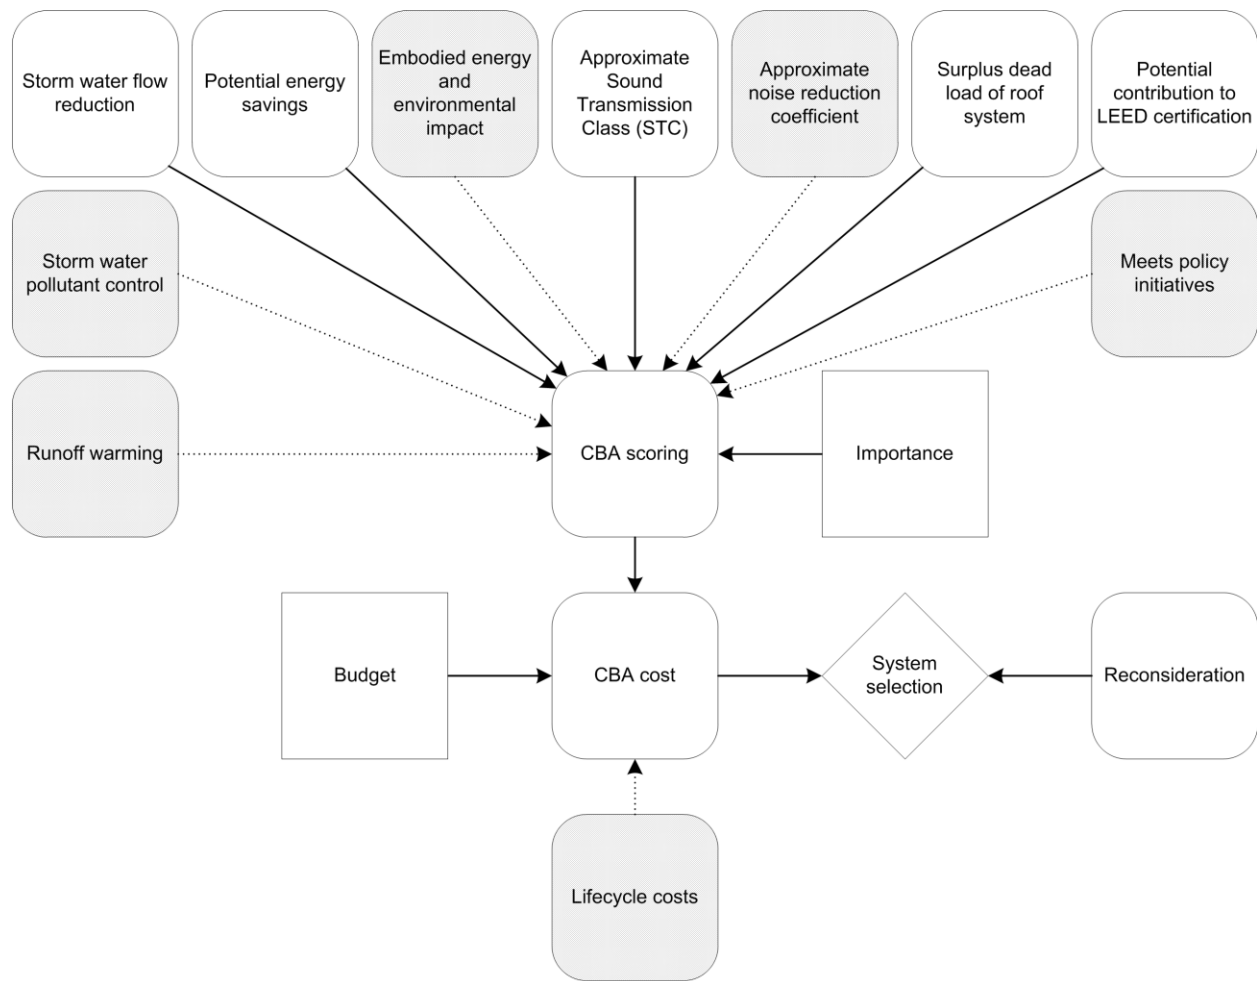 Storm water flow
reduction
Potential energy
savings
Embodied energy
and
environmental
impact
Approximate
Sound
Transmission
Class (STC)
Approximate
noise reduction
coefficient
Surplus dead
load of roof
system
Potential
contribution to
LEED certification
Storm water
pollutant control
Meets policy
initiatives
Runoff warming
CBA scoring
Importance
Budget
CBA cost
System
selection
Reconsideration
Lifecycle costs